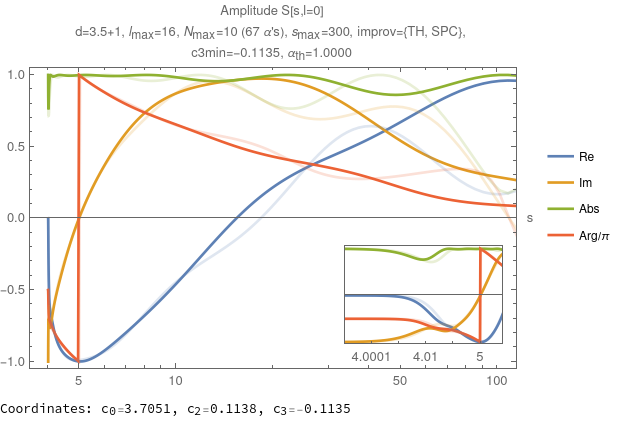 Amplitude S[s,l=0]
d=3.5+1, lmax=16, Nmax=10 (67 α's), smax=300, improv={TH, SPC},
c3min=−0.1135, αth=1.0000
1.0
0.5
0.0
−0.5
−1.0
5
10
50
100
s
Re
Im
Abs
Arg/π
4.0001
4.01
5
Coordinates: c0=3.7051, c2=0.1138, c3=-0.1135